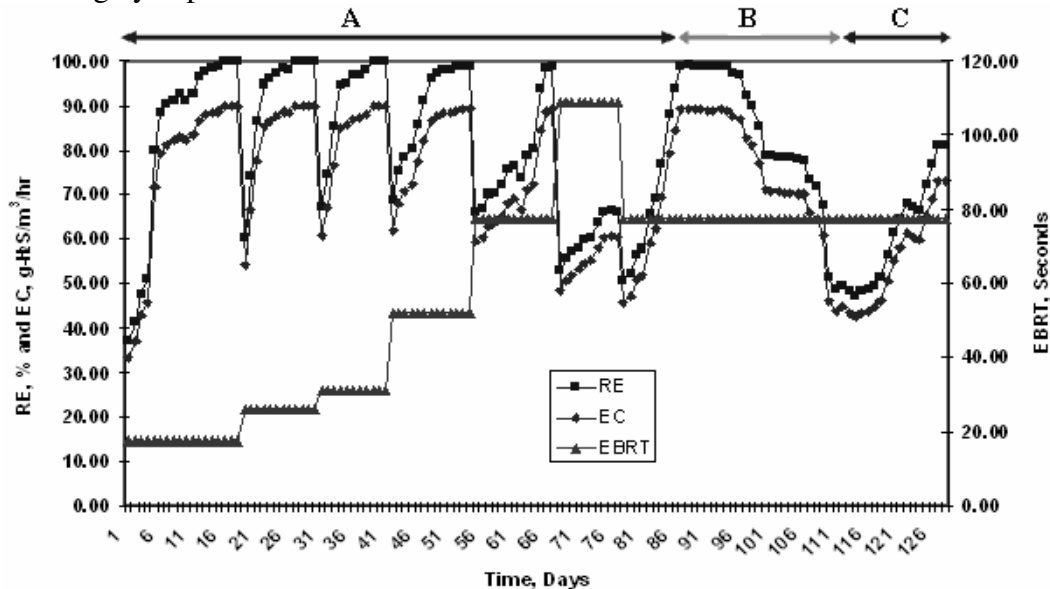 A B C
100.00 120.00
90.00 100.00
80.00 80.00
70.00 60.00
60.00 40.00
50.00 20.00
40.00 0.00
30.00
20.00
10.00
0.00
RE, % and EC, g-H₂S/m³/hr
EBRT, Seconds
RE
EC
EBRT
1 6 11 16 21 26 31 36 41 46 51 56 61 66 71 76 81 86 91 96 101 106 111 116 121 126
Time, Days